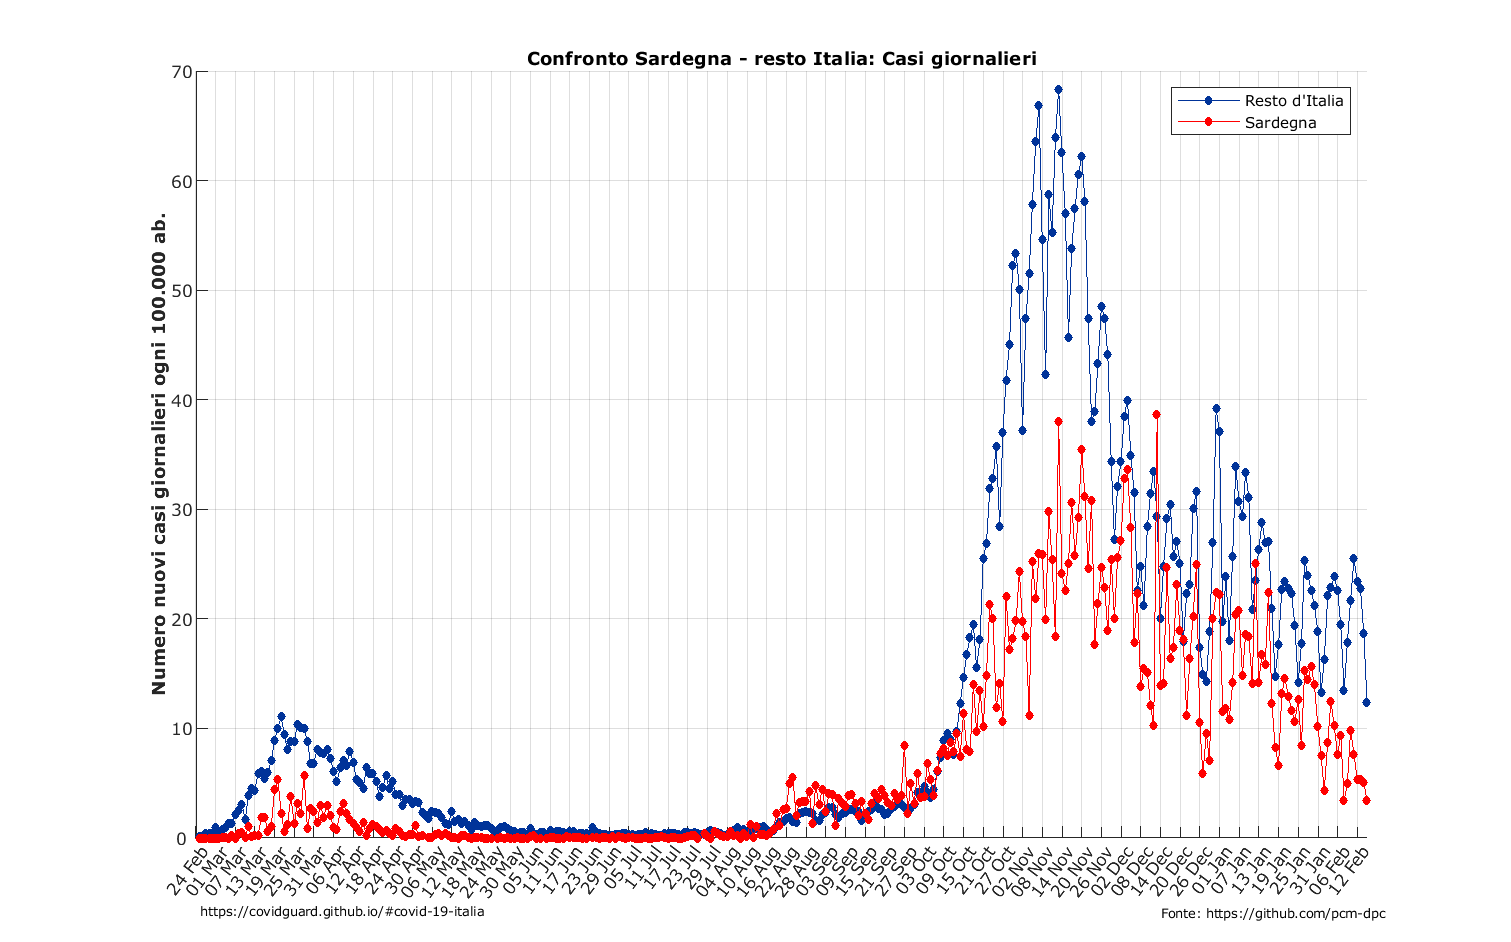 Confronto Sardegna - resto Italia: Casi giornalieri
Resto d'Italia
Sardegna
Numero nuovi casi giornalieri ogni 100.000 ab.
70
60
50
40
30
20
10
0
24 Feb
01 Mar
07 Mar
13 Mar
19 Mar
25 Mar
31 Mar
06 Apr
12 Apr
18 Apr
24 Apr
30 Apr
06 May
12 May
18 May
24 May
30 May
05 Jun
11 Jun
17 Jun
23 Jun
29 Jun
05 Jul
11 Jul
17 Jul
23 Jul
29 Jul
04 Aug
10 Aug
16 Aug
22 Aug
28 Aug
03 Sep
09 Sep
15 Sep
21 Sep
27 Sep
03 Oct
09 Oct
15 Oct
21 Oct
27 Oct
02 Nov
08 Nov
14 Nov
20 Nov
26 Nov
02 Dec
08 Dec
14 Dec
20 Dec
26 Dec
01 Jan
07 Jan
13 Jan
19 Jan
25 Jan
31 Jan
06 Feb
12 Feb
https://covidguard.github.io/#covid-19-italia
Fonte: https://github.com/pcm-dpc